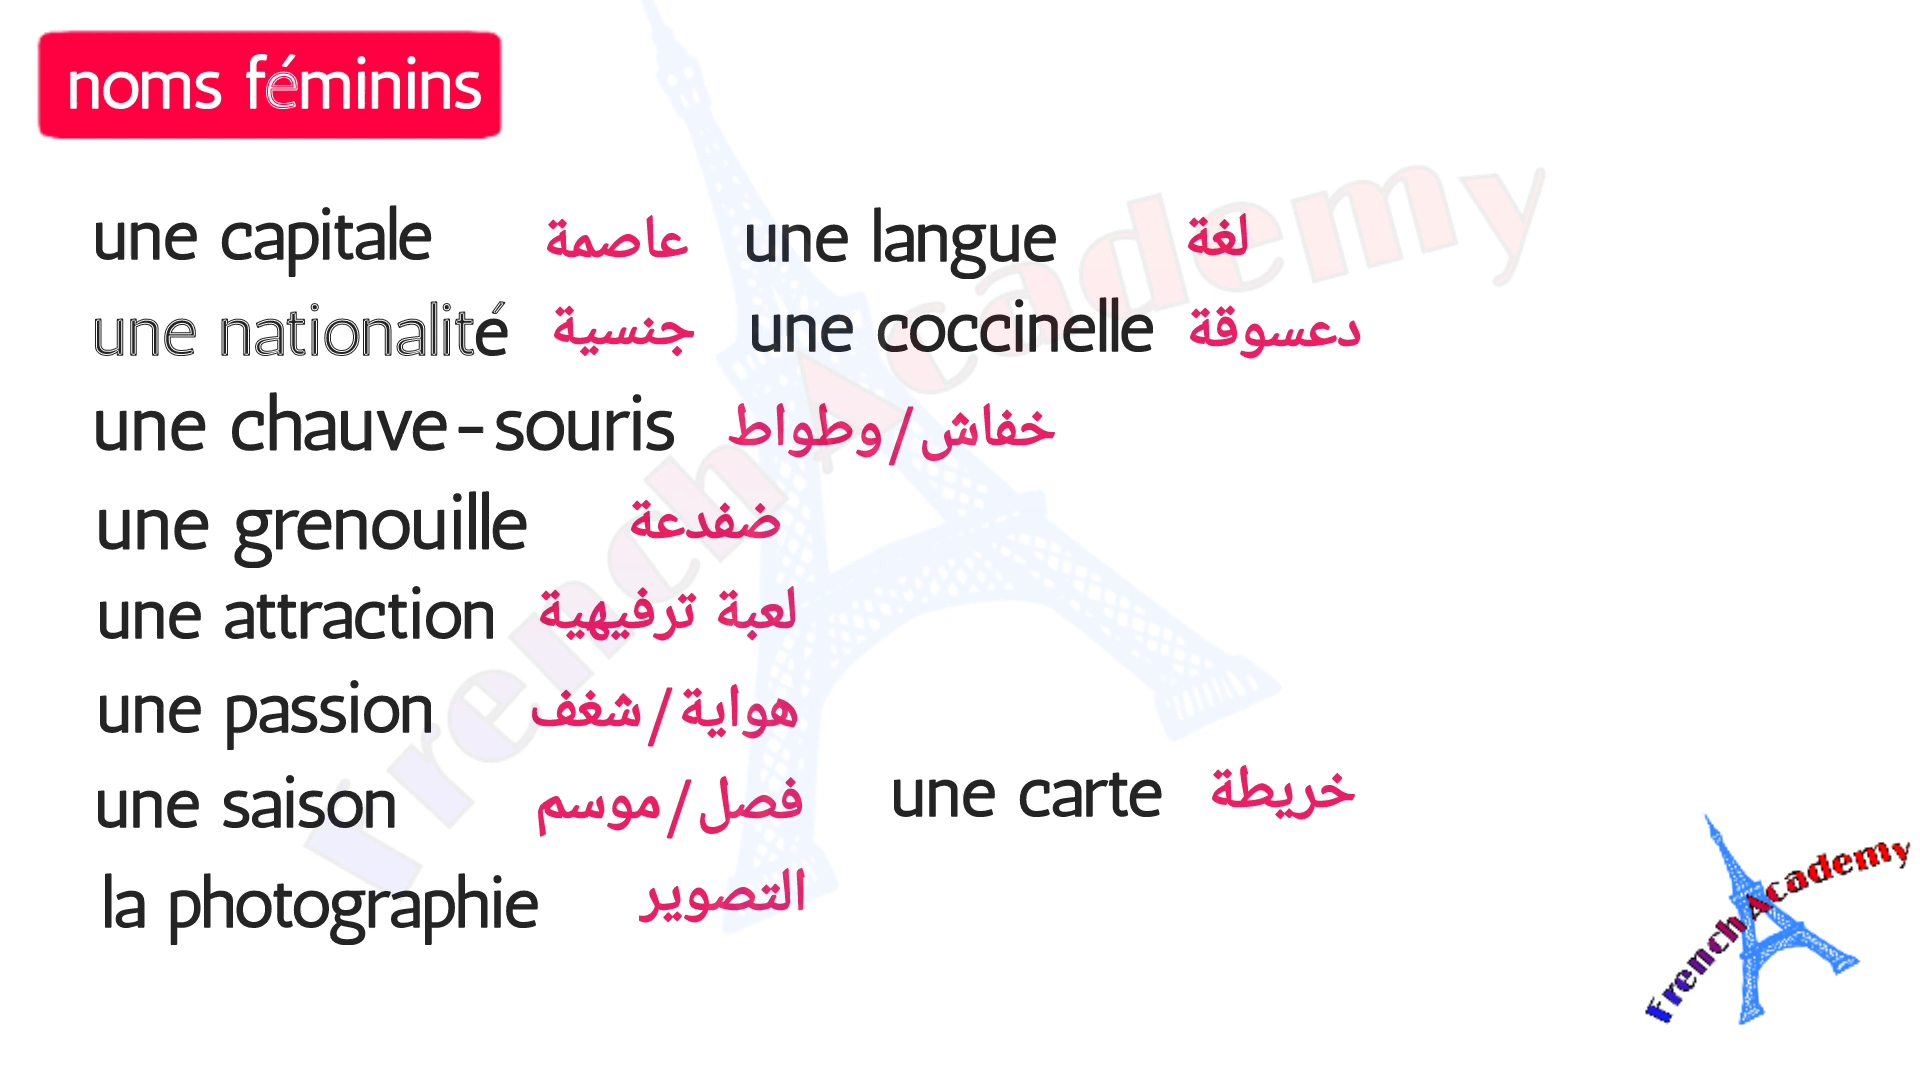 noms féminins
une capitale عاصمة une langue لغة
une nationalité جنسية une coccinelle دعسوقة
une chauve-souris خفاش/وطواط
une grenouille ضفدعة
une attraction لعبة ترفيهية
une passion هواية/شغف
une saison فصل/موسم une carte خريطة
la photographie التصوير
French Academy
French Academy